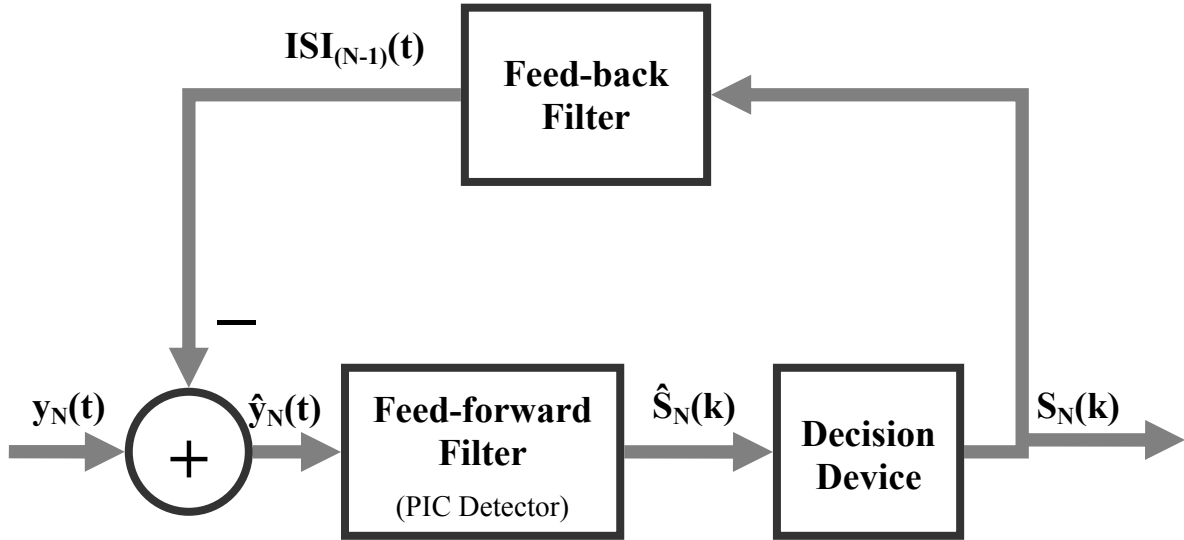 ISI(N-1)(t)
Feed-back
Filter
−
yN(t)
+
ŷN(t)
Feed-forward
Filter
(PIC Detector)
ŜN(k)
Decision
Device
SN(k)